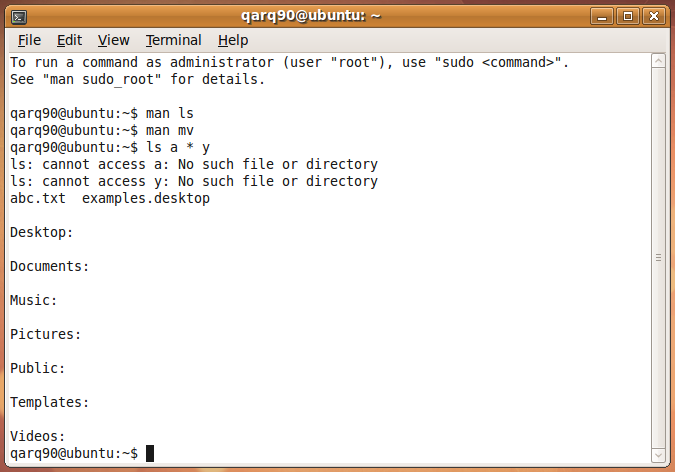 qarq90@ubuntu: ~
File Edit View Terminal Help
To run a command as administrator (user "root"), use "sudo <command>".
See "man sudo_root" for details.
qarq90@ubuntu:~$ man ls
qarq90@ubuntu:~$ man mv
qarq90@ubuntu:~$ ls a * y
ls: cannot access a: No such file or directory
ls: cannot access y: No such file or directory
abc.txt  examples.desktop
Desktop:
Documents:
Music:
Pictures:
Public:
Templates:
Videos:
qarq90@ubuntu:~$